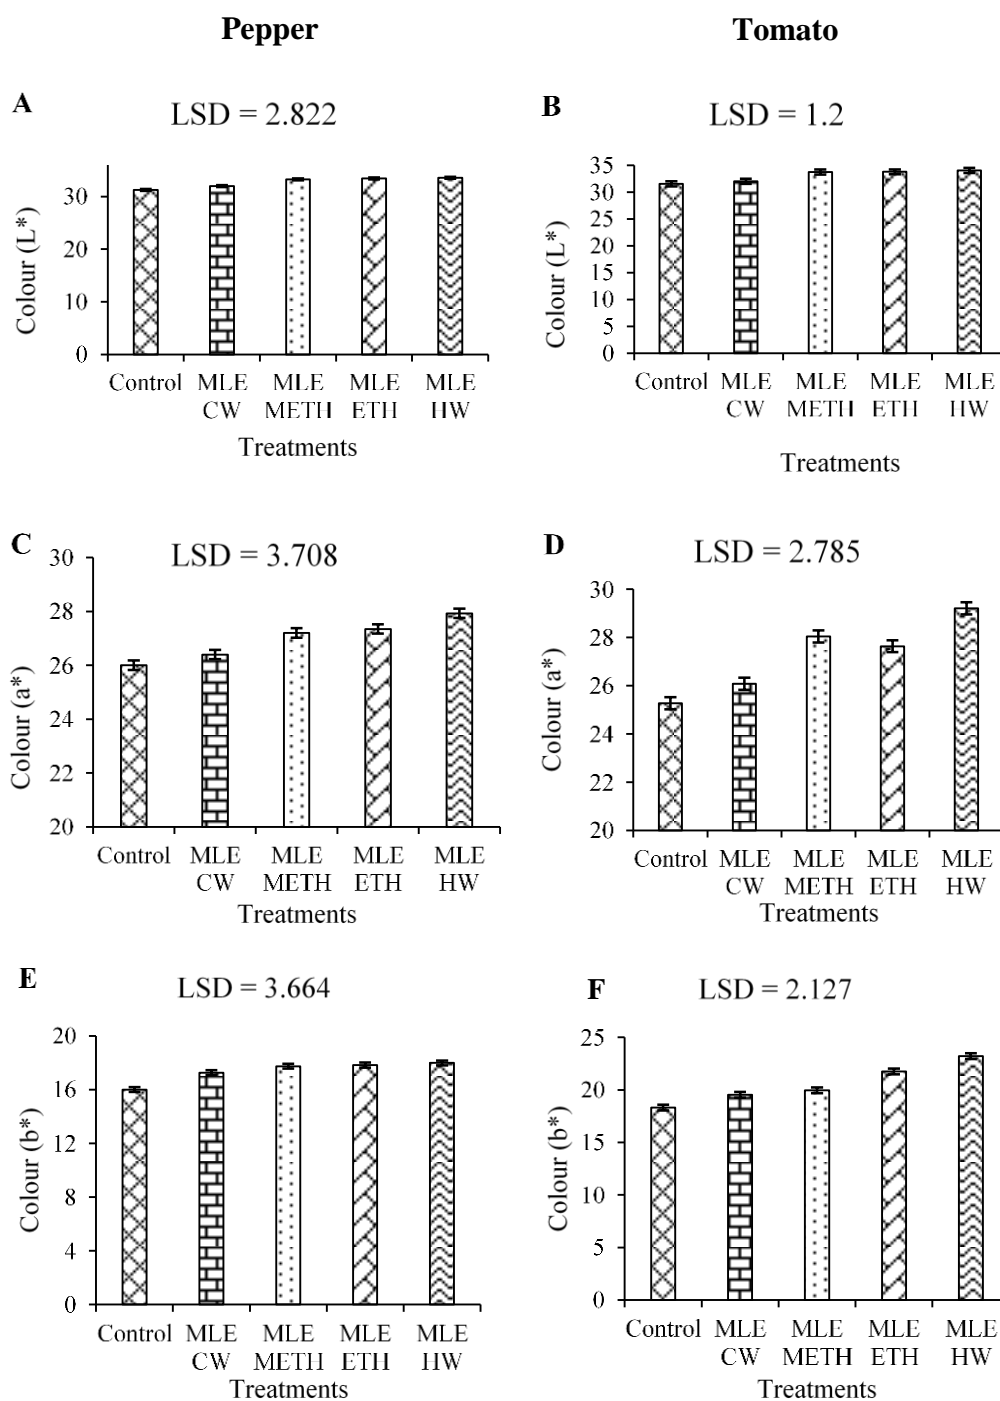 Pepper
Tomato
A
LSD = 2.822
Colour (L*)
30
20
10
0
Control
MLE CW
MLE METH
MLE ETH
MLE HW
Treatments
B
LSD = 1.2
Colour (L*)
35
30
25
20
15
10
5
0
Control
MLE CW
MLE METH
MLE ETH
MLE HW
Treatments
C
LSD = 3.708
Colour (a*)
30
28
26
24
22
20
Control
MLE CW
MLE METH
MLE ETH
MLE HW
Treatments
D
LSD = 2.785
Colour (a*)
30
28
26
24
22
20
Control
MLE CW
MLE METH
MLE ETH
MLE HW
Treatments
E
LSD = 3.664
Colour (b*)
20
16
12
8
4
0
Control
MLE CW
MLE METH
MLE ETH
MLE HW
Treatments
F
LSD = 2.127
Colour (b*)
25
20
15
10
5
0
Control
MLE CW
MLE METH
MLE ETH
MLE HW
Treatments